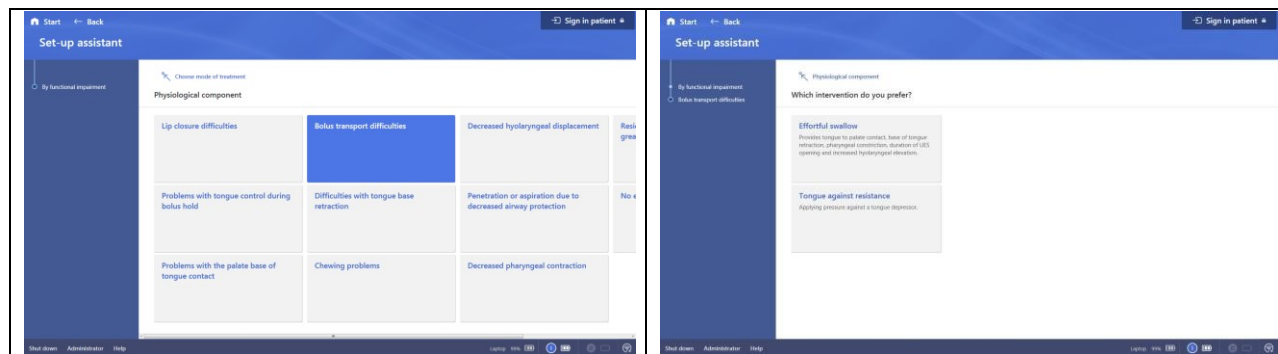 Start ← Back
Sign in patient
Set-up assistant
By functional impairment
Choose mode of treatment
Physiological component
Lip closure difficulties
Bolus transport difficulties
Decreased hyolaryngeal displacement
Problems with tongue control during
bolus hold
Difficulties with tongue base
retraction
Penetration or aspiration due to
decreased airway protection
Problems with the palate base of
tongue contact
Chewing problems
Decreased pharyngeal contraction
Shut down Administrator Help
Laptop 99%
Start ← Back
Sign in patient
Set-up assistant
By functional impairment
Bolus transport difficulties
Physiological component
Which intervention do you prefer?
Effortful swallow
Provides tongue to palate contact, base of tongue
retraction, pharyngeal constriction, duration of UES
opening and increased hyolaryngeal elevation.
Tongue against resistance
Applying pressure against a tongue depressor.
Shut down Administrator Help
Laptop 99%